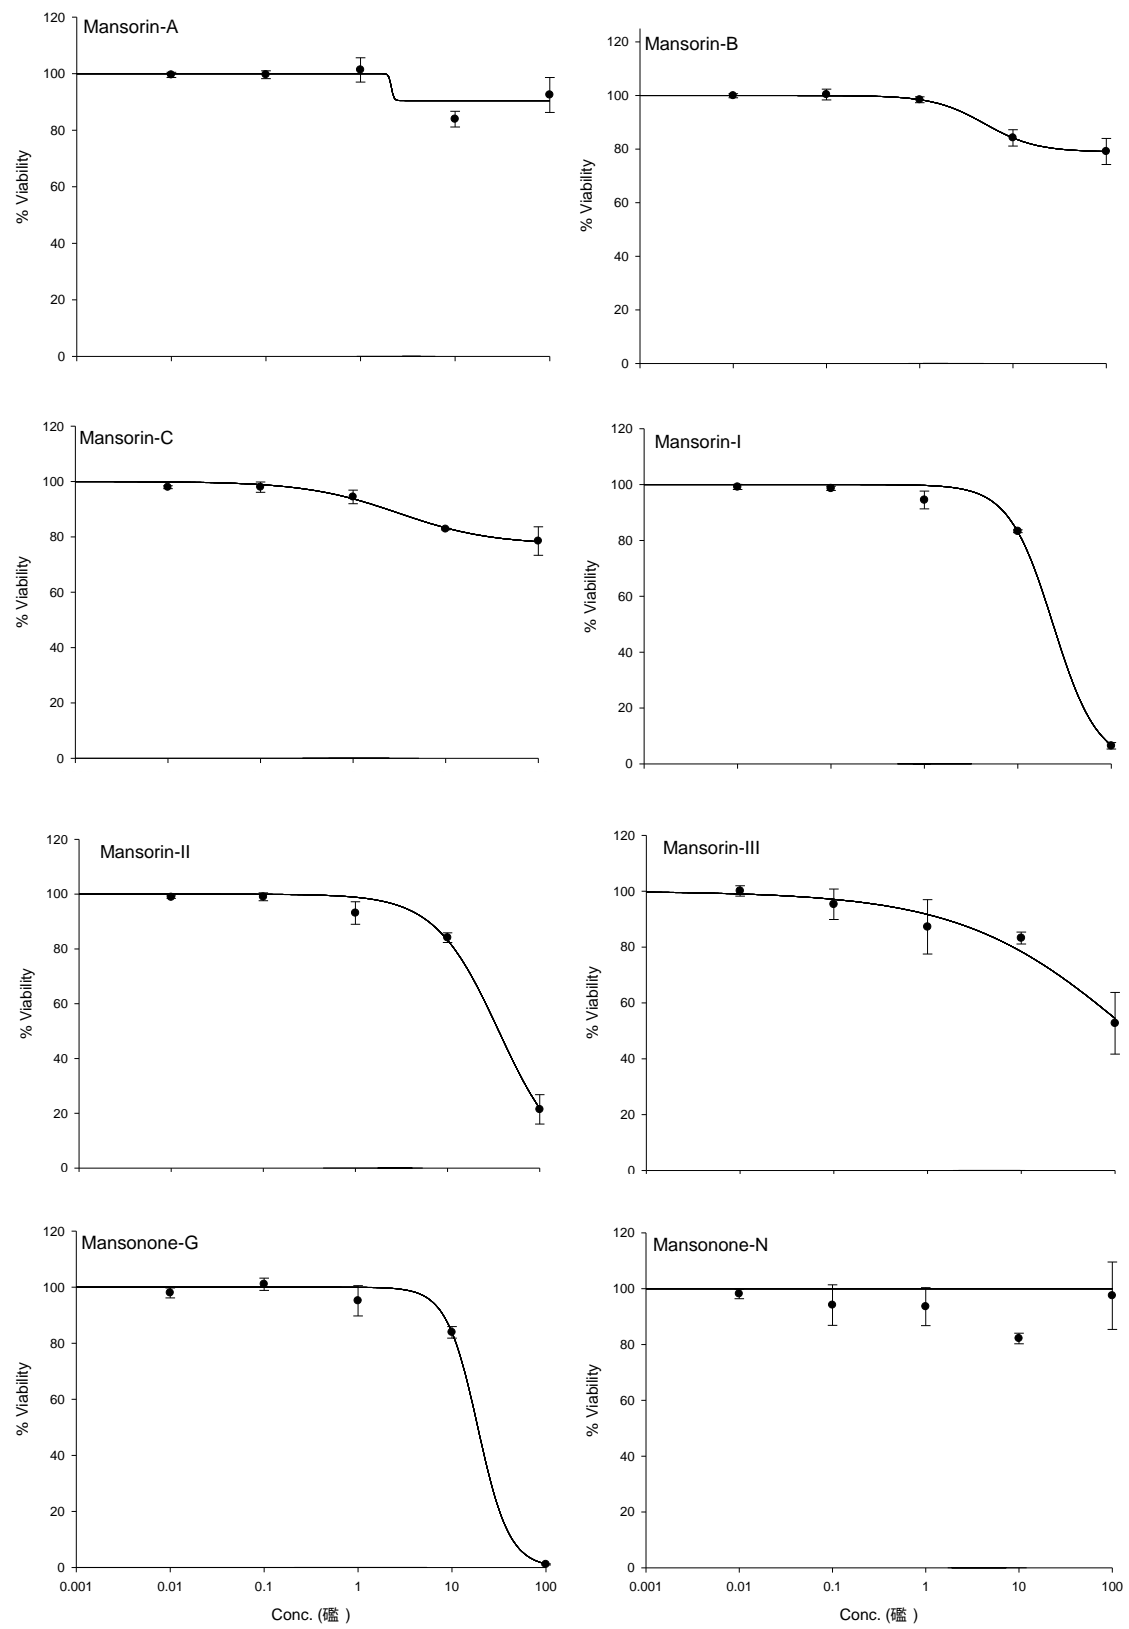 Mansorin-A
% Viability
120
100
80
60
40
20
0
Mansorin-B
% Viability
120
100
80
60
40
20
0
Mansorin-C
% Viability
120
100
80
60
40
20
0
Mansorin-I
% Viability
120
100
80
60
40
20
0
Mansorin-II
% Viability
120
100
80
60
40
20
0
Mansorin-III
% Viability
120
100
80
60
40
20
0
Mansonone-G
% Viability
120
100
80
60
40
20
0
0.001 0.01 0.1 1 10 100
Conc. (礛 )
Mansonone-N
% Viability
120
100
80
60
40
20
0
0.001 0.01 0.1 1 10 100
Conc. (礛 )